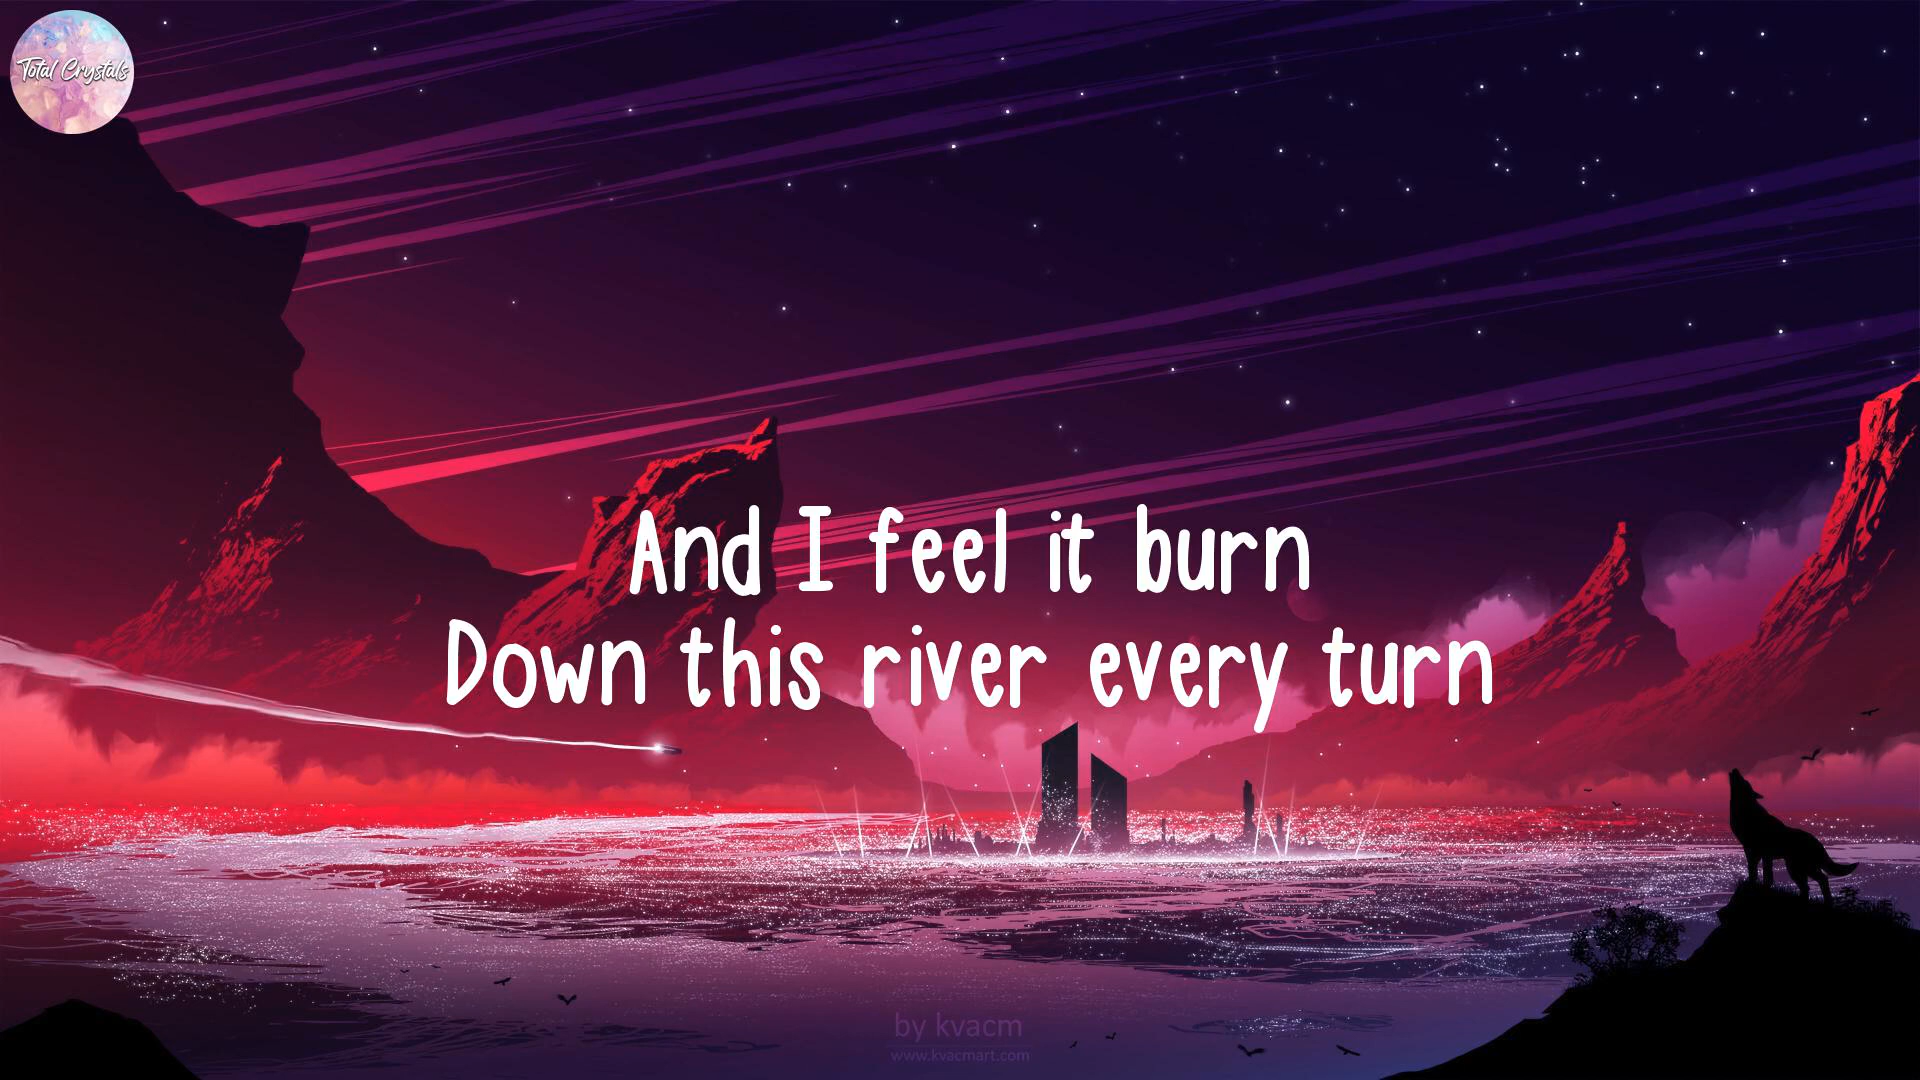 Total Crystals
And I feel it burn
Down this river every turn
by kvacm
www.kvacmart.com